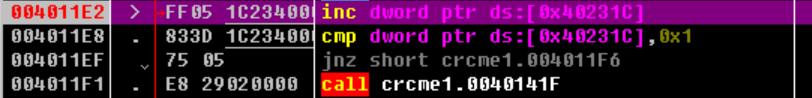 004011E2 > FF05 1C234000 inc dword ptr ds:[0x40231C]
004011E8 . 833D 1C234000 cmp dword ptr ds:[0x40231C],0x1
004011EF 75 05 jnz short crcme1.004011F6
004011F1 . E8 29020000 call crcme1.0040141F